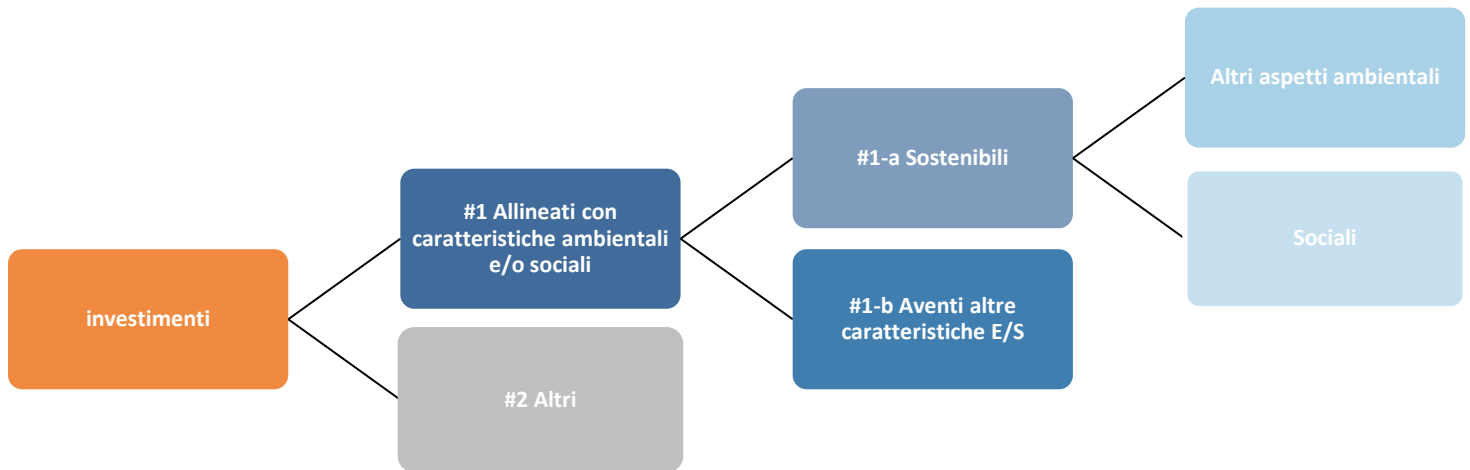 investimenti
#1 Allineati con
caratteristiche ambientali
e/o sociali
#2 Altri
#1-a Sostenibili
#1-b Aventi altre
caratteristiche E/S
Altri aspetti ambientali
Sociali